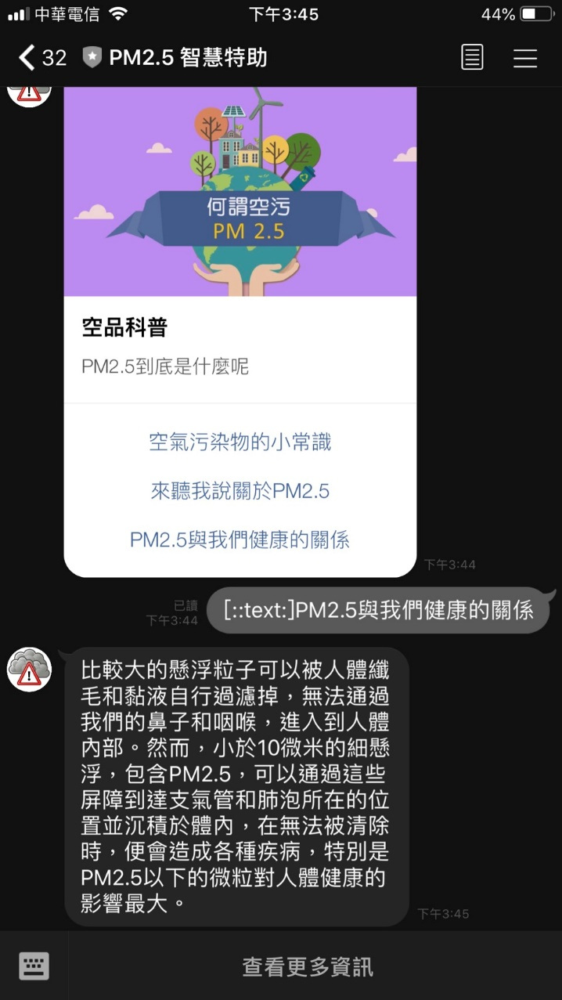 中華電信
下午3:45
44%
32
PM2.5 智慧特助
何謂空污
PM 2.5
空品科普
PM2.5到底是什麼呢
空氣污染物的小常識
來聽我說關於PM2.5
PM2.5與我們健康的關係
下午3:44
已讀
下午3:44
[::text:]PM2.5與我們健康的關係
比較大的懸浮粒子可以被人體纖
毛和黏液自行過濾掉，無法通過
我們的鼻子和咽喉，進入到人體
內部。然而，小於10微米的細懸
浮，包含PM2.5，可以通過這些
屏障到達支氣管和肺泡所在的位
置並沉積於體內，在無法被清除
時，便會造成各種疾病，特別是
PM2.5以下的微粒對人體健康的
影響最大。
下午3:45
查看更多資訊